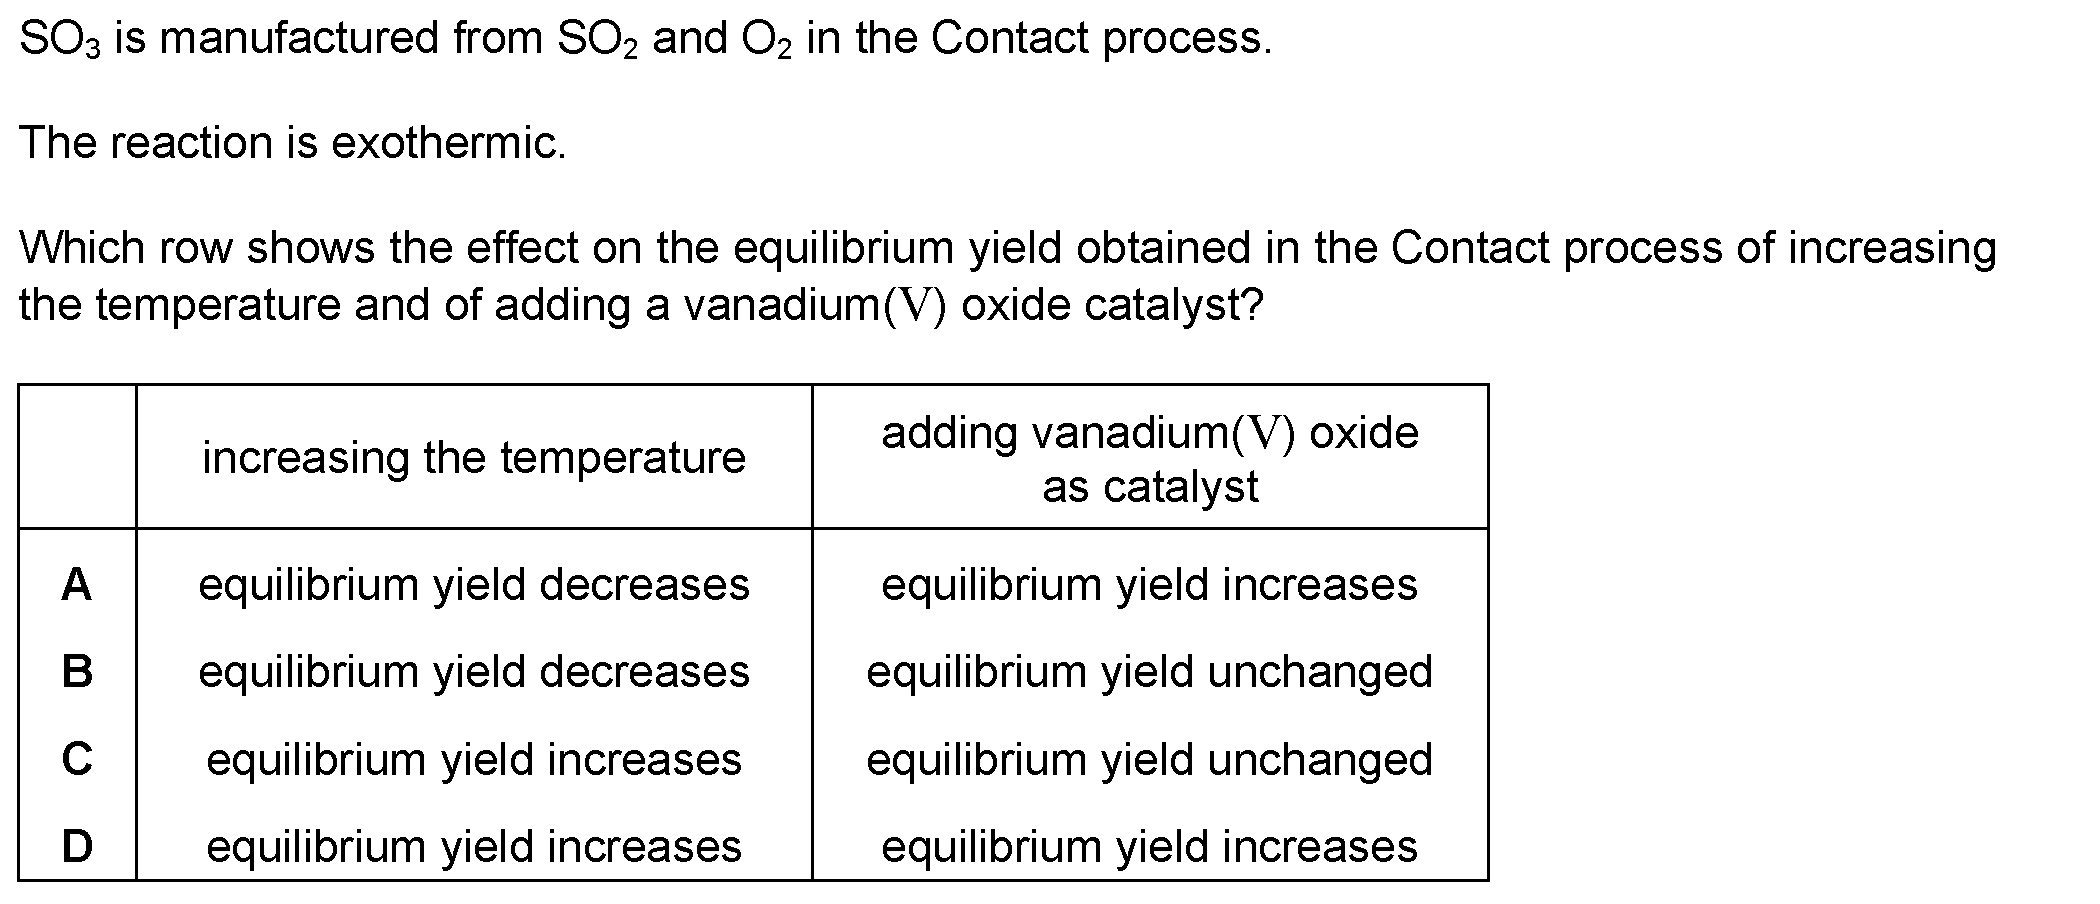 SO₃ is manufactured from SO₂ and O₂ in the Contact process.
The reaction is exothermic.
Which row shows the effect on the equilibrium yield obtained in the Contact process of increasing
the temperature and of adding a vanadium(V) oxide catalyst?
increasing the temperature
adding vanadium(V) oxide
as catalyst
A equilibrium yield decreases equilibrium yield increases
B equilibrium yield decreases equilibrium yield unchanged
C equilibrium yield increases equilibrium yield unchanged
D equilibrium yield increases equilibrium yield increases